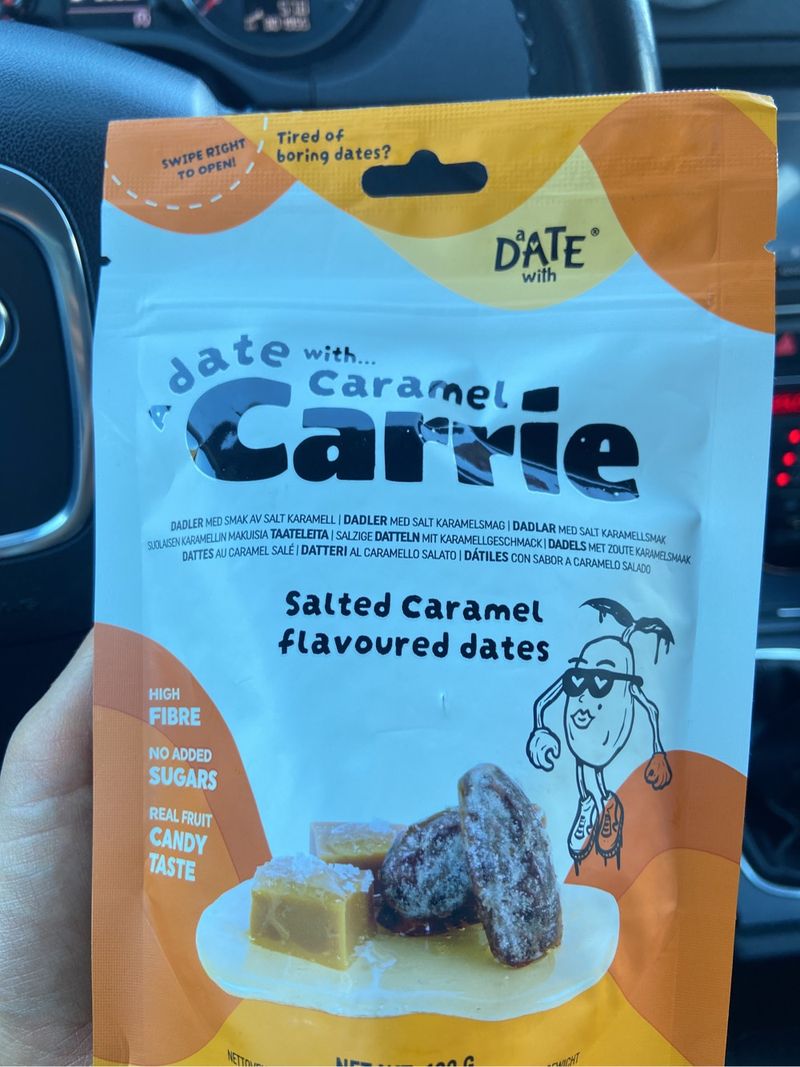 SWIPE RIGHT
TO OPEN!
Tired of
boring dates?
a
DATE®
with
a date with...
Caramel
Carrie
DADLER MED SMAK AV SALT KARAMELL | DADLER MED SALT KARAMELSMAG | DADLAR MED SALT KARAMELLSMAK
SUOLAISEN KARAMELLIN MAKUISIA TAATELEITA | SALZIGE DATTELN MIT KARAMELLGESCHMACK | DADELS MET ZOUTE KARAMELSMAAK
DATTES AU CARAMEL SALÉ | DATTERI AL CARAMELLO SALATO | DÁTILES CON SABOR A CARAMELO SALADO
Salted Caramel
flavoured dates
HIGH
FIBRE
NO ADDED
SUGARS
REAL FRUIT
CANDY
TASTE